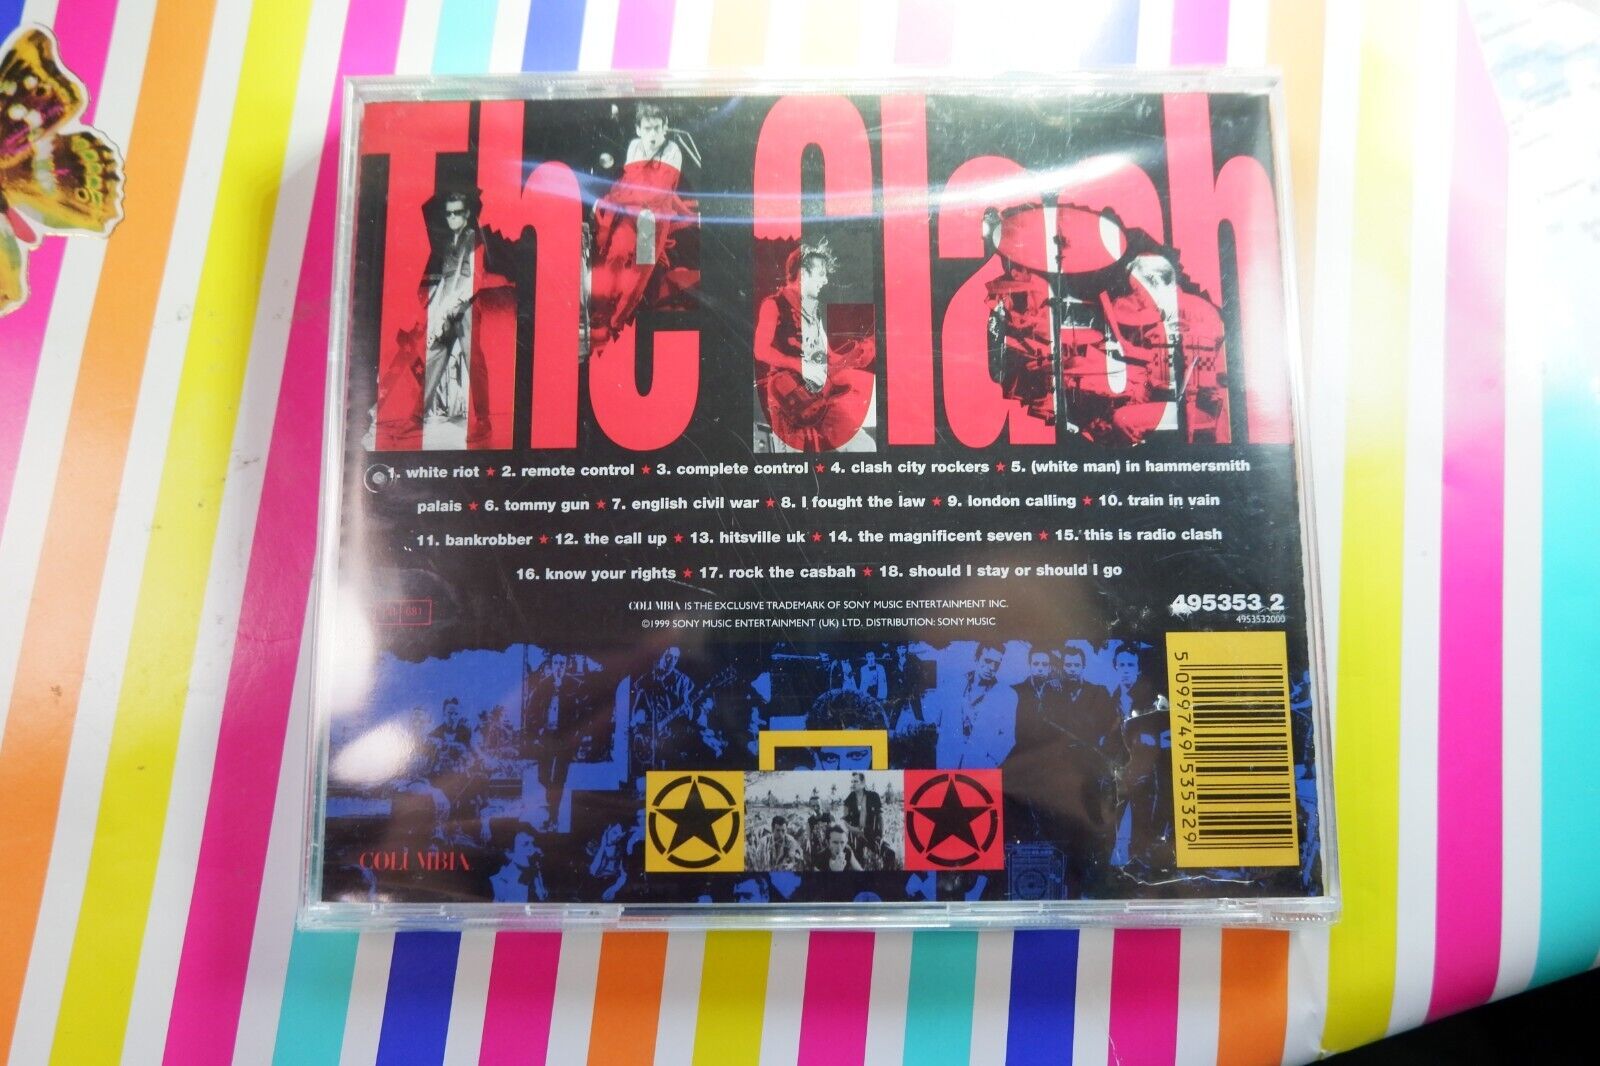 The Clash
1. white riot ★ 2. remote control ★ 3. complete control ★ 4. clash city rockers ★ 5. (white man) in hammersmith
palais ★ 6. tommy gun ★ 7. english civil war ★ 8. I fought the law ★ 9. london calling ★ 10. train in vain
11. bankrobber ★ 12. the call up ★ 13. hitsville uk ★ 14. the magnificent seven ★ 15. this is radio clash
16. know your rights ★ 17. rock the casbah ★ 18. should I stay or should I go
COLUMBIA IS THE EXCLUSIVE TRADEMARK OF SONY MUSIC ENTERTAINMENT INC.
©1999 SONY MUSIC ENTERTAINMENT (UK) LTD. DISTRIBUTION: SONY MUSIC
495353 2
4953532000
5 099749 535329
COLUMBIA